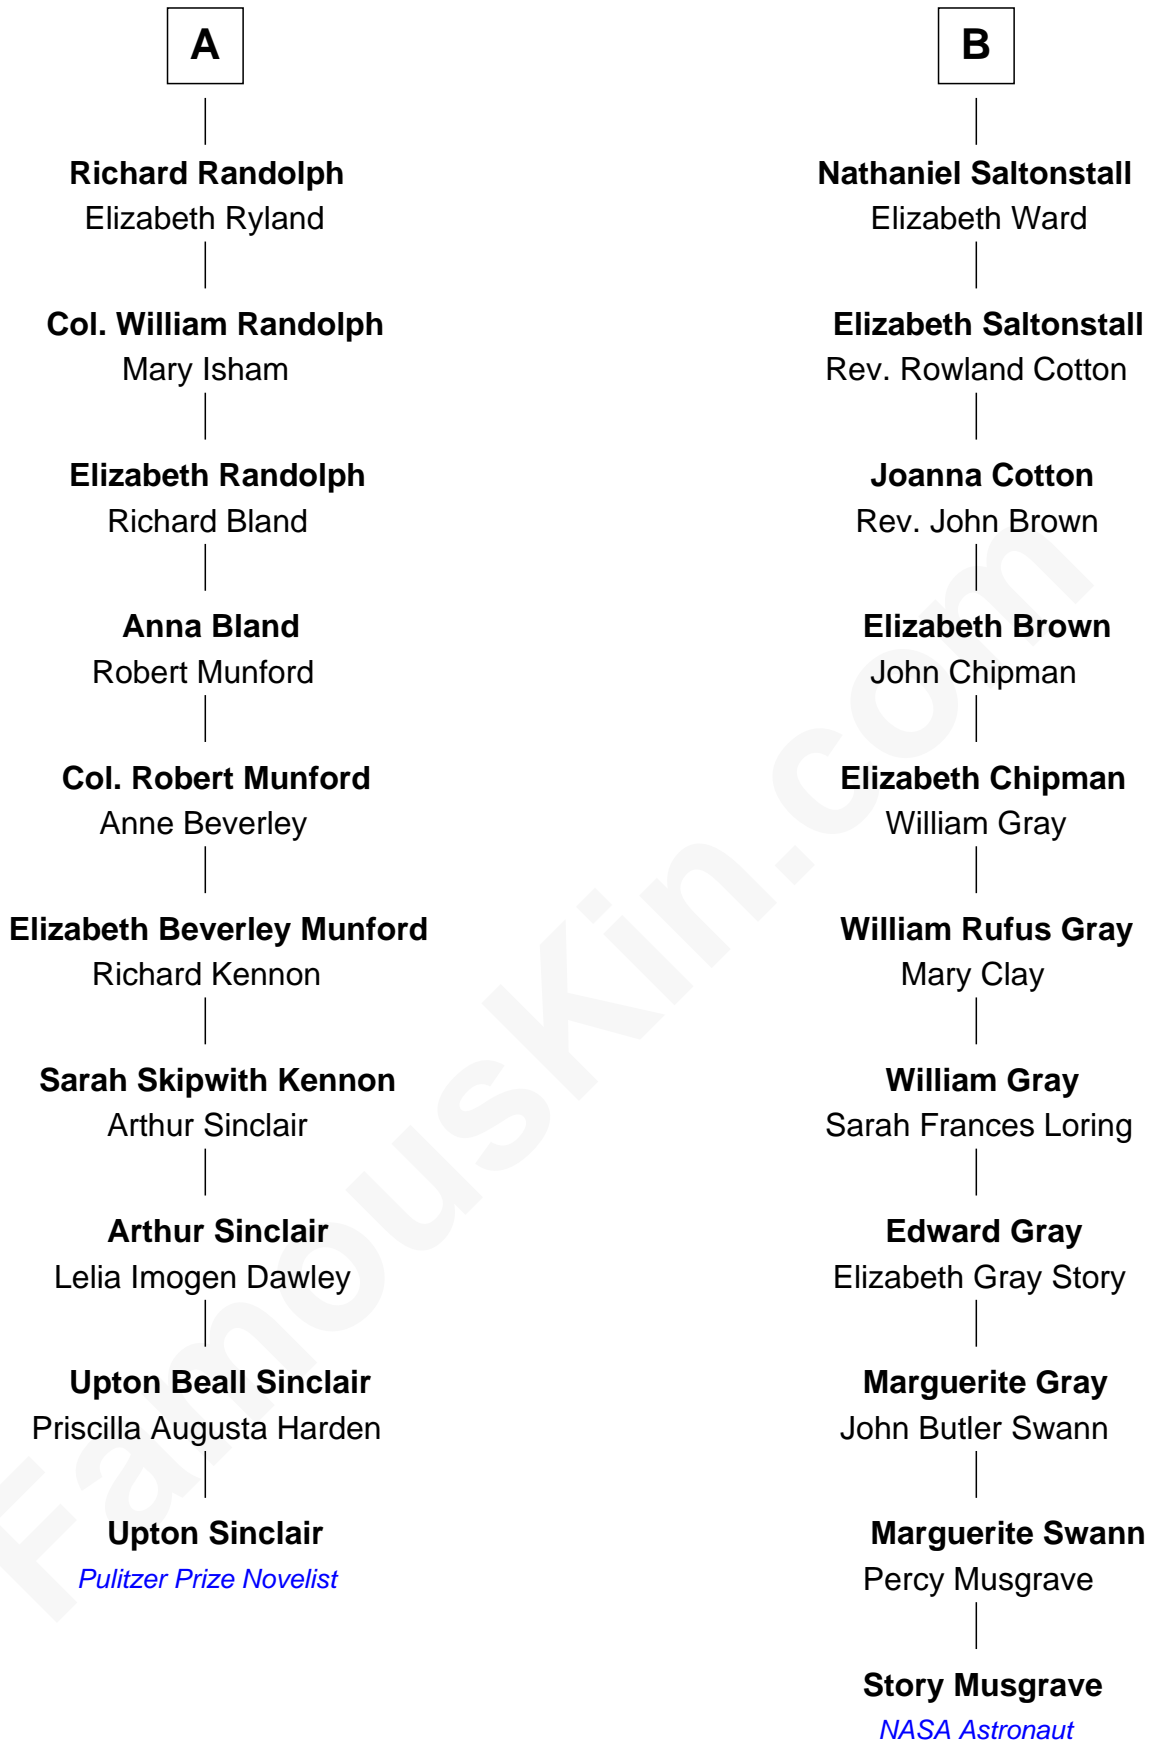 A
Richard Randolph
Elizabeth Ryland
Col. William Randolph
Mary Isham
Elizabeth Randolph
Richard Bland
Anna Bland
Robert Munford
Col. Robert Munford
Anne Beverley
Elizabeth Beverley Munford
Richard Kennon
Sarah Skipwith Kennon
Arthur Sinclair
Arthur Sinclair
Lelia Imogen Dawley
Upton Beall Sinclair
Priscilla Augusta Harden
Upton Sinclair
Pulitzer Prize Novelist
B
Nathaniel Saltonstall
Elizabeth Ward
Elizabeth Saltonstall
Rev. Rowland Cotton
Joanna Cotton
Rev. John Brown
Elizabeth Brown
John Chipman
Elizabeth Chipman
William Gray
William Rufus Gray
Mary Clay
William Gray
Sarah Frances Loring
Edward Gray
Elizabeth Gray Story
Marguerite Gray
John Butler Swann
Marguerite Swann
Percy Musgrave
Story Musgrave
NASA Astronaut
FamousKin.com